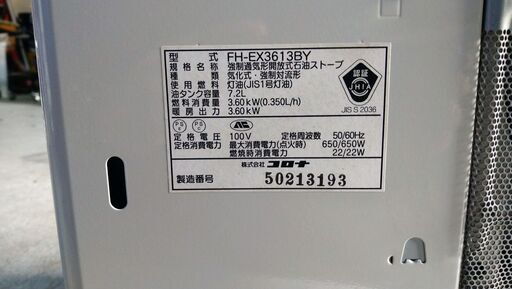 型 式 FH-EX3613BY
規格名称 強制通気形開放式石油ストーブ
種類 気化式・強制対流形
使用燃料 灯油(JIS1号灯油)
油タンク容量 7.2L
燃料消費量 3.60kW(0.350L/h)
暖房出力 3.60kW
認証
JHIA
JIS S 2036
PSE PSC
定格電圧 100V 定格周波数 50/60Hz
定格消費電力 最大消費電力(点火時) 650/650W
燃焼時消費電力 22/22W
株式会社 コロナ
製造番号 50213193